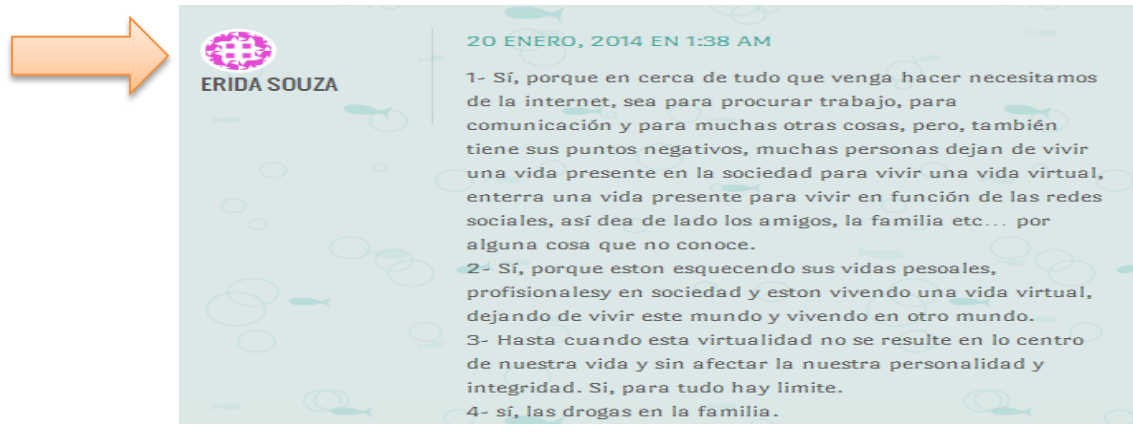 ERIDA SOUZA
20 ENERO, 2014 EN 1:38 AM
1- Sí, porque en cerca de tudo que venga hacer necesitamos
de la internet, sea para procurar trabajo, para
comunicación y para muchas otras cosas, pero, también
tiene sus puntos negativos, muchas personas dejan de vivir
una vida presente en la sociedad para vivir una vida virtual,
enterra una vida presente para vivir en función de las redes
sociales, así dea de lado los amigos, la familia etc... por
alguna cosa que no conoce.
2- Sí, porque eston esquecendo sus vidas pesoales,
profisionalesy en sociedad y eston vivendo una vida virtual,
dejando de vivir este mundo y vivendo en otro mundo.
3- Hasta cuando esta virtualidad no se resulte en lo centro
de nuestra vida y sin afectar la nuestra personalidad y
integridad. Si, para tudo hay limite.
4- sí, las drogas en la familia.